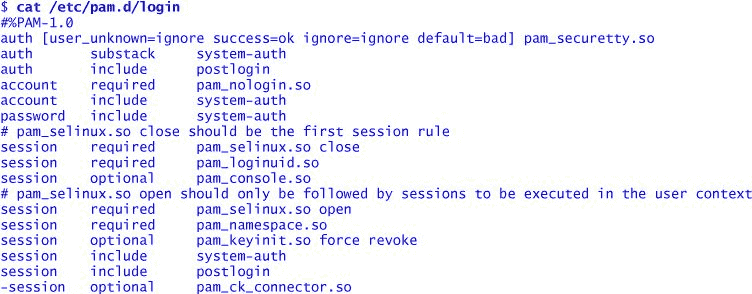 $ cat /etc/pam.d/login
#%PAM-1.0
auth [user_unknown=ignore success=ok ignore=ignore default=bad] pam_securetty.so
auth       substack     system-auth
auth       include      postlogin
account    required     pam_nologin.so
account    include      system-auth
password   include      system-auth
# pam_selinux.so close should be the first session rule
session    required     pam_selinux.so close
session    required     pam_loginuid.so
session    optional     pam_console.so
# pam_selinux.so open should only be followed by sessions to be executed in the user context
session    required     pam_selinux.so open
session    required     pam_namespace.so
session    optional     pam_keyinit.so force revoke
session    include      system-auth
session    include      postlogin
-session   optional     pam_ck_connector.so